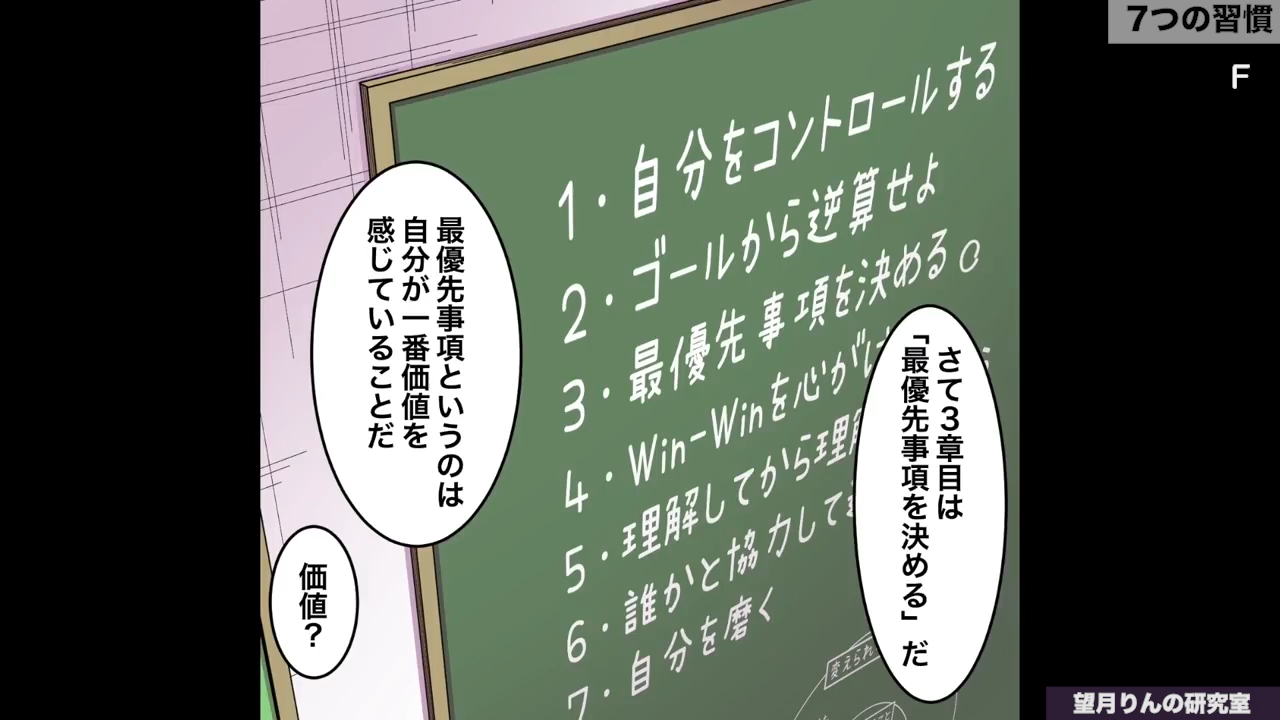 7つの習慣
F
1・自分をコントロールする
2・ゴールから逆算せよ
3・最優先事項を決める。
4・Win-Winを心がけ
5・理解してから理解
6・誰かと協力して
7・自分を磨く
さて３章目は
「最優先事項を決める」だ
最優先事項というのは
自分が一番価値を
感じていることだ
価値？
変えられ
望月りんの研究室